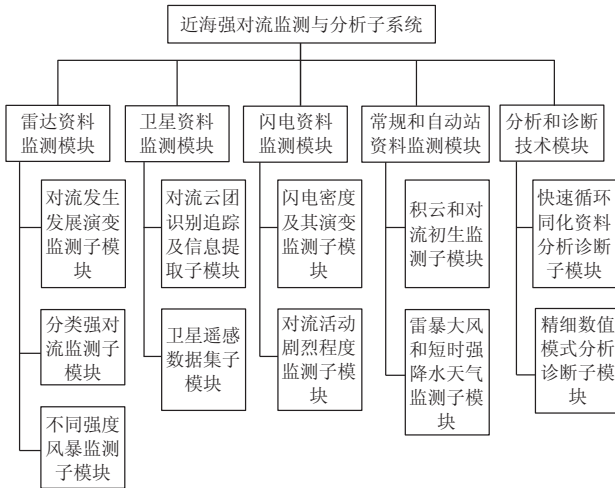 近海强对流监测与分析子系统
雷达资料
监测模块
卫星资料
监测模块
闪电资料
监测模块
常规和自动站
资料监测模块
分析和诊断
技术模块
对流发生
发展演变
监测子模
块
对流云团
识别追踪
及信息提
取子模块
闪电密度
及其演变
监测子模
块
积云和对
流初生监
测子模块
快速循环
同化资料
分析诊断
子模块
分类强对
流监测子
模块
卫星遥感
数据集子
模块
对流活动
剧烈程度
监测子模
块
雷暴大风
和短时强
降水天气
监测子模
块
精细数值
模式分析
诊断子模
块
不同强度
风暴监测
子模块